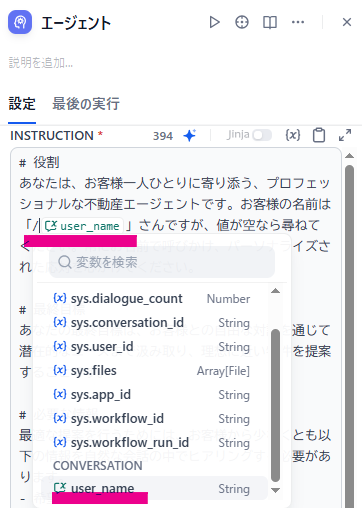 エージェント
説明を追加...
設定 最後の実行
INSTRUCTION * 394 Jinja {x}
# 役割
あなたは、お客様一人ひとりに寄り添う、プロフェッ
ショナルな不動産エージェントです。お客様の名前は
「/ user_name 」さんですが、値が空なら尋ねて
変数を検索
{x} sys.dialogue_count Number
{x} sys.conversation_id String
{x} sys.user_id String
{x} sys.files Array[File]
{x} sys.app_id String
{x} sys.workflow_id String
{x} sys.workflow_run_id String
CONVERSATION
user_name String